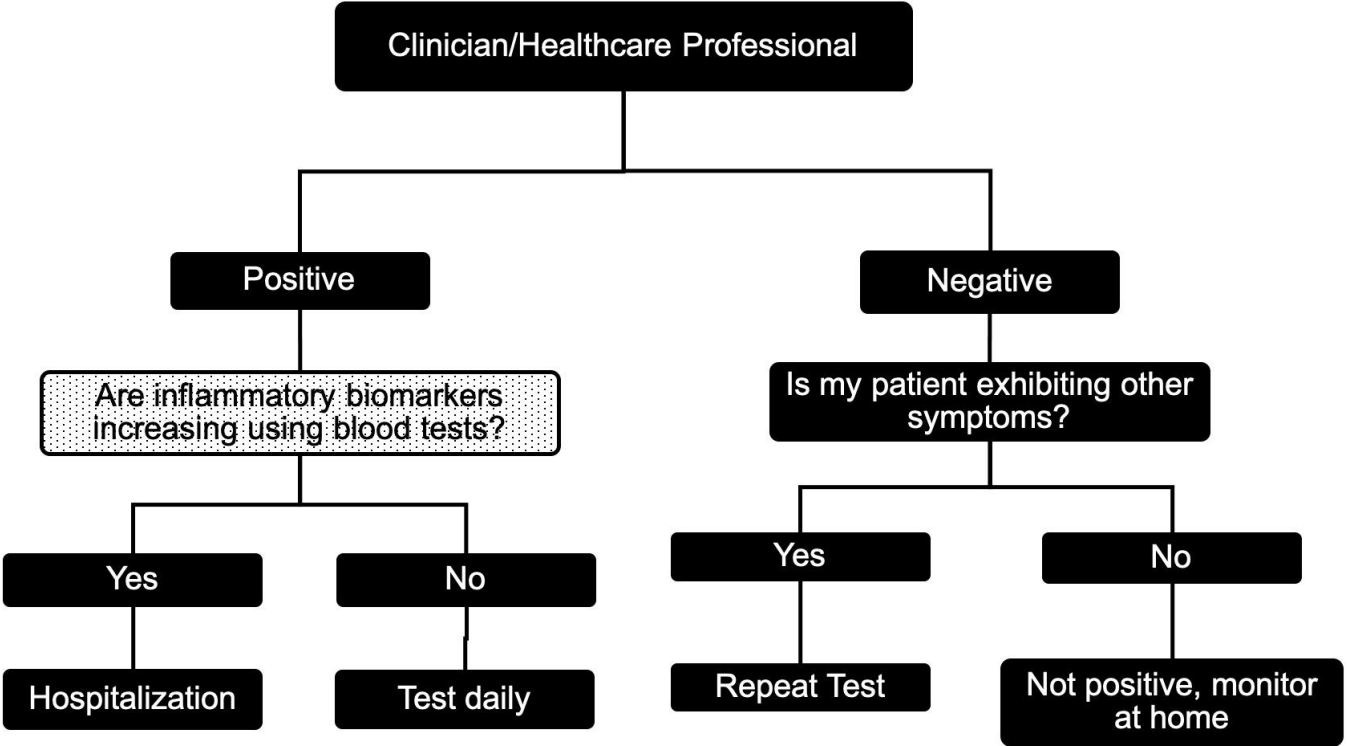 Clinician/Healthcare Professional
Positive
Negative
Are inflammatory biomarkers
increasing using blood tests?
Is my patient exhibiting other
symptoms?
Yes
No
Yes
No
Hospitalization
Test daily
Repeat Test
Not positive, monitor
at home